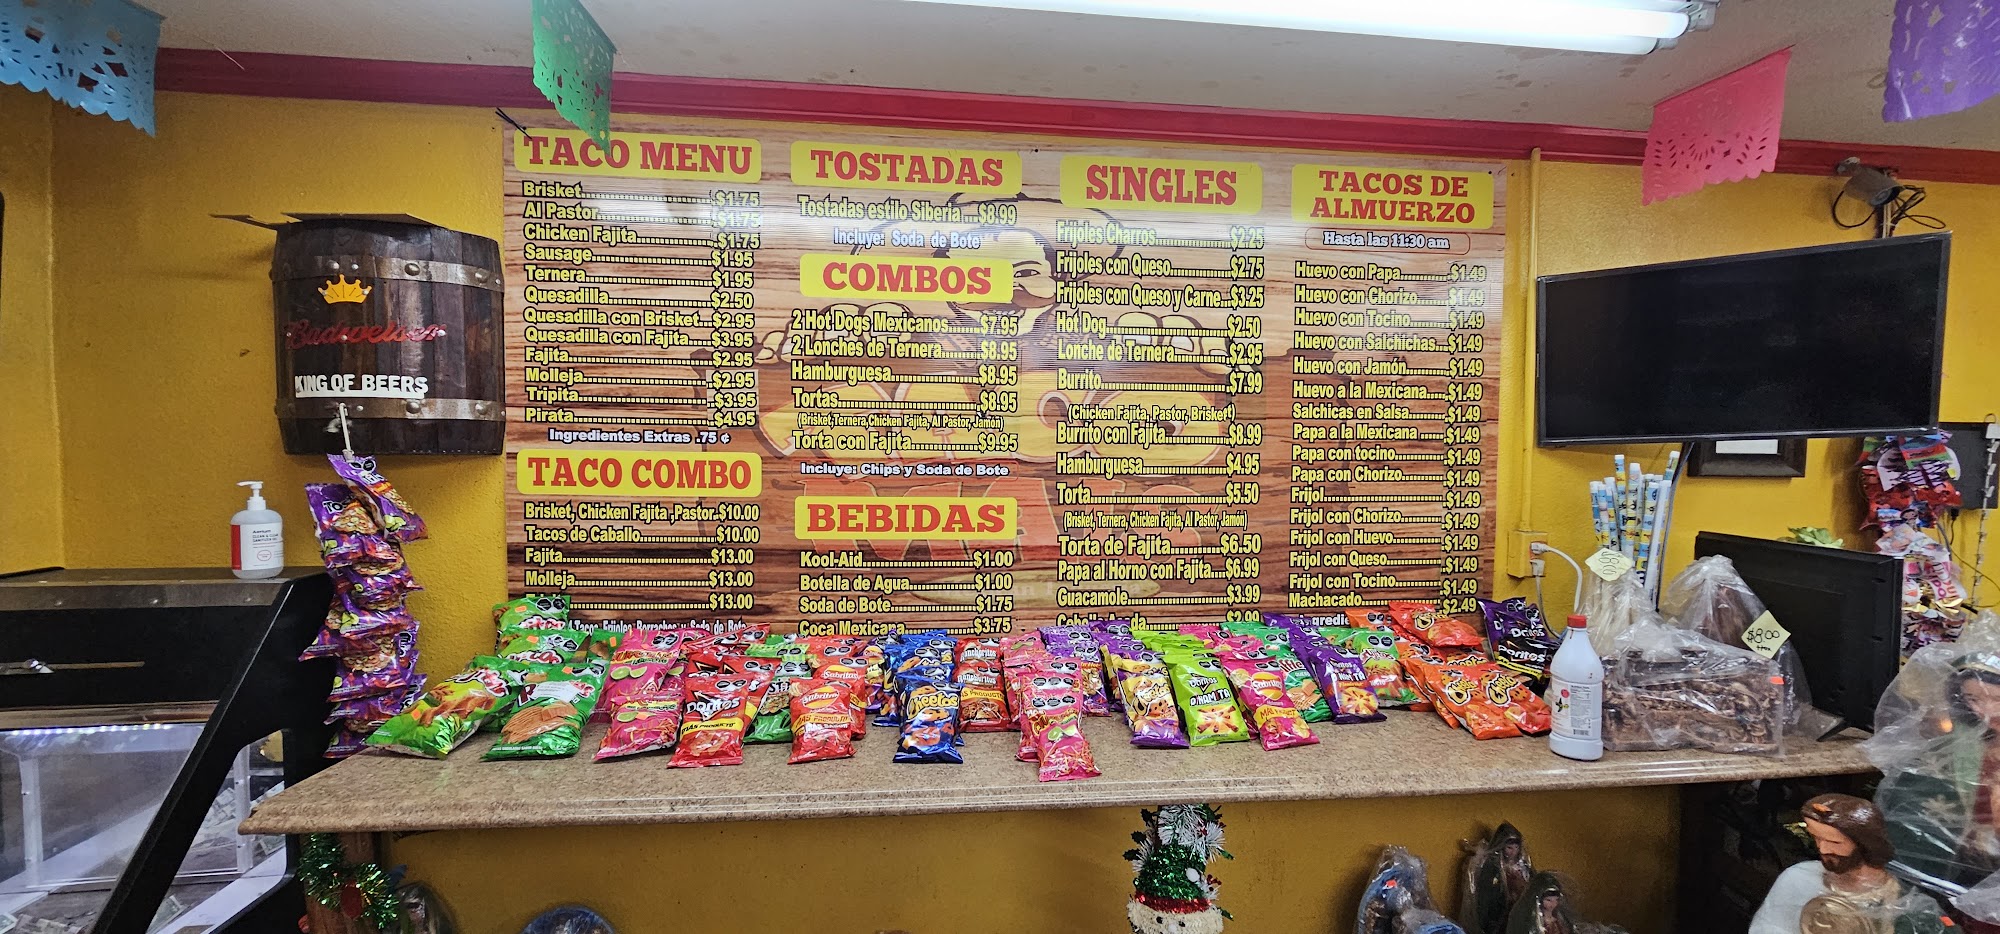 TACO MENU
Brisket.....$1.75
Al Pastor.....$1.75
Chicken Fajita.....$1.75
Sausage.....$1.95
Ternera.....$1.95
Quesadilla.....$2.50
Quesadilla con Brisket...$2.95
Quesadilla con Fajita.....$3.95
Fajita.....$2.95
Molleja.....$2.95
Tripita.....$3.95
Pirata.....$4.95
Ingredientes Extras .75 ¢
TACO COMBO
Brisket, Chicken Fajita ,Pastor..$10.00
Tacos de Caballo.....$10.00
Fajita.....$13.00
Molleja.....$13.00
.....$13.00
Tacos, Frijoles Borrachos y Soda de Bote
TOSTADAS
Tostadas estilo Siberia ....$8.99
Incluye: Soda de Bote
COMBOS
2 Hot Dogs Mexicanos.....$7.95
2 Lonches de Ternera.....$8.95
Hamburguesa.....$8.95
Tortas.....$8.95
(Brisket,Ternera,Chicken Fajita, Al Pastor, Jamón)
Torta con Fajita.....$9.95
Incluye: Chips y Soda de Bote
BEBIDAS
Kool-Aid.....$1.00
Botella de Agua.....$1.00
Soda de Bote.....$1.75
Coca Mexicana.....$3.75
SINGLES
Frijoles Charros.....$2.25
Frijoles con Queso.....$2.75
Frijoles con Queso y Carne...$3.25
Hot Dog.....$2.50
Lonche de Ternera.....$2.95
Burrito.....$7.99
(Chicken Fajita, Pastor, Brisket)
Burrito con Fajita.....$8.99
Hamburguesa.....$4.95
Torta.....$5.50
(Brisket, Ternera, Chicken Fajita, Al Pastor, Jamón)
Torta de Fajita.....$6.50
Papa al Horno con Fajita....$6.99
Guacamole.....$3.99
TACOS DE
ALMUERZO
Hasta las 11:30 am
Huevo con Papa.....$1.49
Huevo con Chorizo.....$1.49
Huevo con Tocino.....$1.49
Huevo con Salchichas...$1.49
Huevo con Jamón.....$1.49
Huevo a la Mexicana.....$1.49
Salchicas en Salsa.....$1.49
Papa a la Mexicana ......$1.49
Papa con tocino.....$1.49
Papa con Chorizo.....$1.49
Frijol.....$1.49
Frijol con Chorizo.....$1.49
Frijol con Huevo.....$1.49
Frijol con Queso.....$1.49
Frijol con Tocino.....$1.49
Machacado.....$2.49
Budweiser
KING OF BEERS
Doritos
Sabritas
Cheetos
Rancheritos
Doritos
DINAMITA
Doritos
$8.00